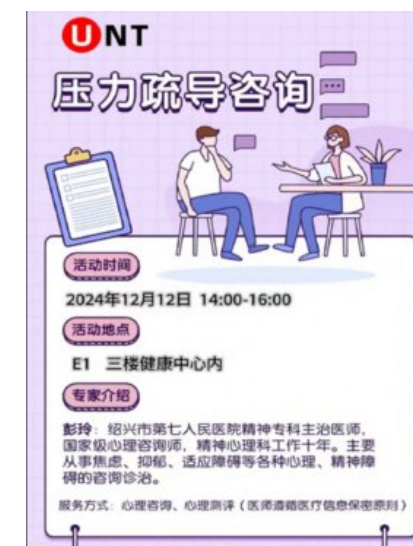 UNT
压力疏导咨询
活动时间
2024年12月12日 14:00-16:00
活动地点
E1 三楼健康中心内
专家介绍
彭玲：绍兴市第七人民医院精神专科主治医师，
国家级心理咨询师，精神心理科工作十年。主要
从事焦虑、抑郁、适应障碍等各种心理、精神障
碍的咨询诊治。
服务方式：心理咨询、心理测评（医师遵循医疗信息保密原则）